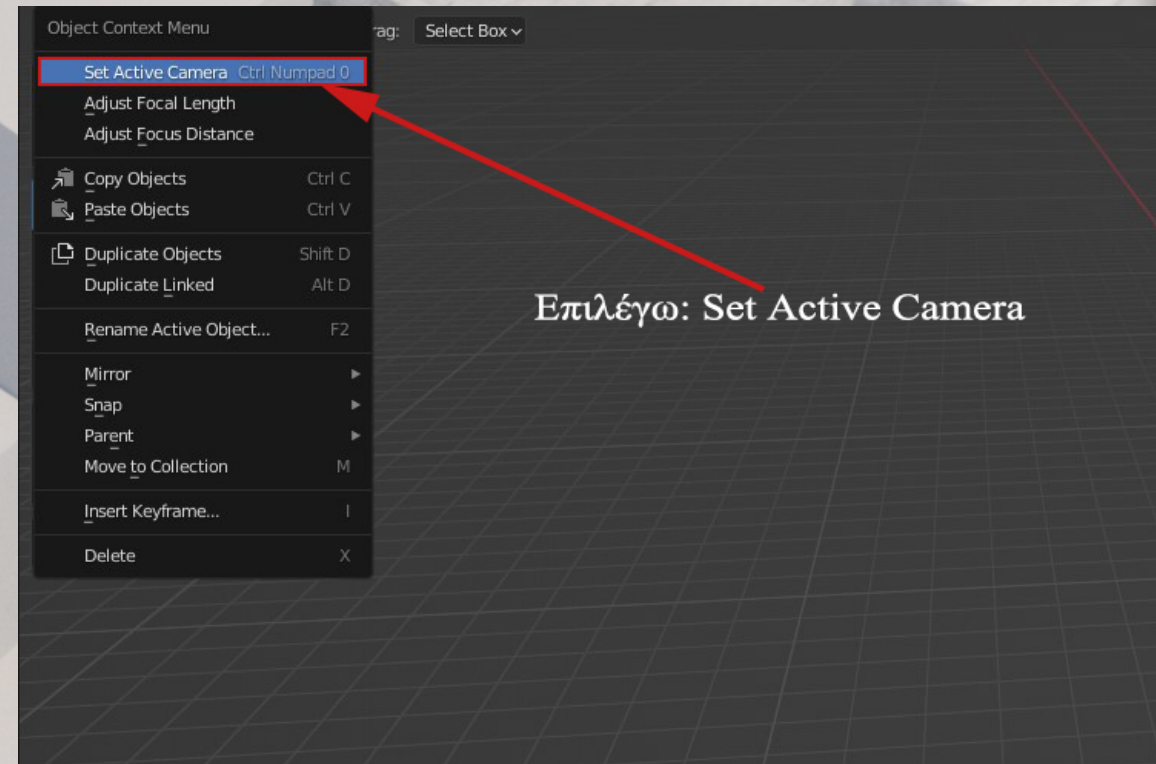 Object Context Menu
rag: Select Box
Set Active Camera Ctrl Numpad 0
Adjust Focal Length
Adjust Focus Distance
Copy Objects Ctrl C
Paste Objects Ctrl V
Duplicate Objects Shift D
Duplicate Linked Alt D
Επιλέγω: Set Active Camera
Rename Active Object... F2
Mirror
Snap
Parent
Move to Collection M
Insert Keyframe... I
Delete X